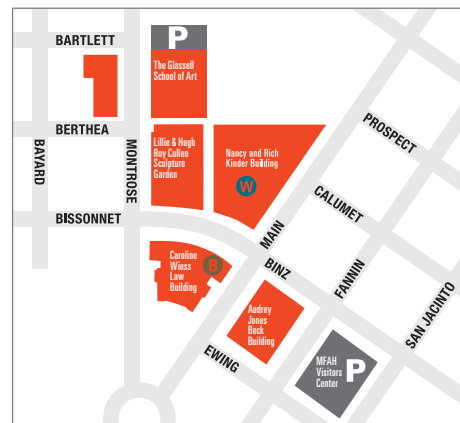 BARTLETT
P
The Glassell
School of Art
BERTHEA
BAYARD
MONTROSE
Lillie & Hugh
Roy Cullen
Sculpture
Garden
Nancy and Rich
Kinder Building
W
PROSPECT
BISSONNET
CALUMET
MAIN
Caroline
Wiess
Law
Building
B
BINZ
FANNIN
SAN JACINTO
Audrey
Jones
Beck
Building
EWING
MFAH
Visitors
Center
P